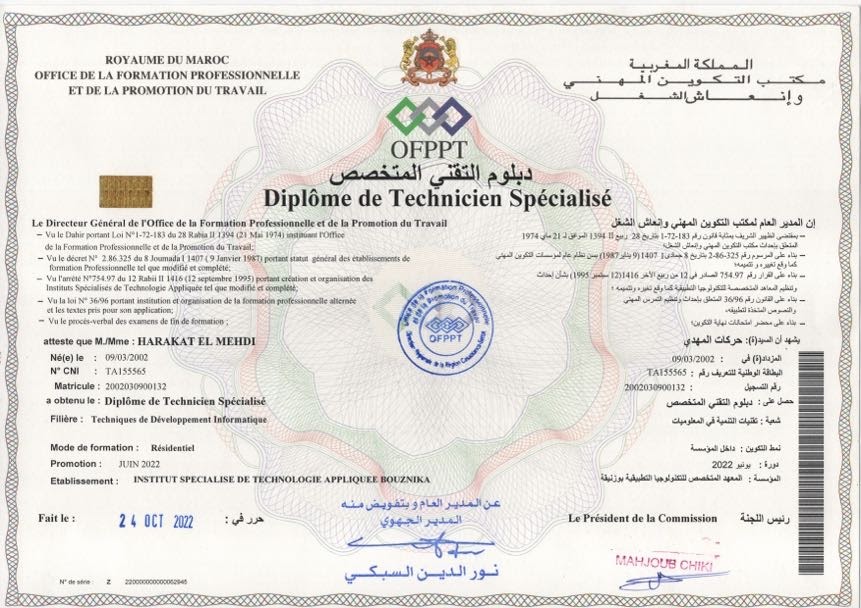 ROYAUME DU MAROC
OFFICE DE LA FORMATION PROFESSIONNELLE
ET DE LA PROMOTION DU TRAVAIL
المملكة المغربية
مكتب التكوين المهني
وإنعاش الشغل
OFPPT
دبلوم التقني المتخصص
Diplôme de Technicien Spécialisé
Le Directeur Général de l'Office de la Formation Professionnelle et de la Promotion du Travail
– Vu le Dahir portant Loi N°1-72-183 du 28 Rabia II 1394 (21 Mai 1974) instituant l'Office
de la Formation Professionnelle et de la Promotion du Travail;
– Vu le décret N° 2.86.325 du 8 Joumada I 1407 ( 9 Janvier 1987) portant statut général des établissements de
formation Professionnelle tel que modifié et complété;
– Vu l'arrêté N°754.97 du 12 Rabii II 1416 (12 septembre 1995) portant création et organisation des
Instituts Spécialisés de Technologie Appliquée tel que modifié et complété;
– Vu la loi N° 36/96 portant institution et organisation de la formation professionnelle alternée
et les textes pris pour son application;
– Vu le procés-verbal des examens de fin de formation ;
إن المدير العام لمكتب التكوين المهني وإنعاش الشغل
– بمقتضى الظهير الشريف بمثابة قانون رقم 183-72-1 بتاريخ 28 ربيع II 1394 الموافق لـ 21 ماي 1974
المتعلق بإحداث مكتب التكوين المهني وإنعاش الشغل؛
– بناء على المرسوم رقم 325-86-2 بتاريخ 8 جمادى I 1407 (9 يناير 1987) بسن نظام عام لمؤسسات التكوين المهني
كما وقع تغييره و تتميمه؛
– بناء على القرار رقم 754.97 الصادر في 12 من ربيع الآخر 1416 (12 سبتمبر 1995) بشأن إحداث
وتنظيم المعاهد المتخصصة للتكنولوجيا التطبيقية كما وقع تغييره وتتميمه ؛
– بناء على القانون رقم 36/96 المتعلق بإحداث وتنظيم التمرس المهني
والنصوص المتخذة لتطبيقه،
– بناء على محضر امتحانات نهاية التكوين؛
Office de la Formation Professionnelle
et de la Promotion du Travail
OFPPT
atteste que M./Mme : HARAKAT EL MEHDI
يشهد أن السيد(ة): حركات المهدي
Né(e) le : 09/03/2002
المزداد(ة) في : 09/03/2002
N° CNI : TA155565
البطاقة الوطنية للتعريف رقم : TA155565
Matricule : 2002030900132
رقم التسجيل : 2002030900132
a obtenu le : Diplôme de Technicien Spécialisé
حصل على : دبلوم التقني المتخصص
Filière : Techniques de Développement Informatique
شعبة : تقنيات التنمية في المعلوميات
Mode de formation : Résidentiel
نمط التكوين : داخل المؤسسة
Promotion : JUIN 2022
دورة : يونيو 2022
Etablissement : INSTITUT SPECIALISE DE TECHNOLOGIE APPLIQUEE BOUZNIKA
المؤسسة : المعهد المتخصص للتكنولوجيا التطبيقية بوزنيقة
Fait le : 24 OCT 2022 حرر في :
عن المدير العام و بتفويض منه
المدير الجهوي
نور الدين السبكي
Le Président de la Commission رئيس اللجنة
MAHJOUB CHIKI
N° de série : Z 2200000000000062945